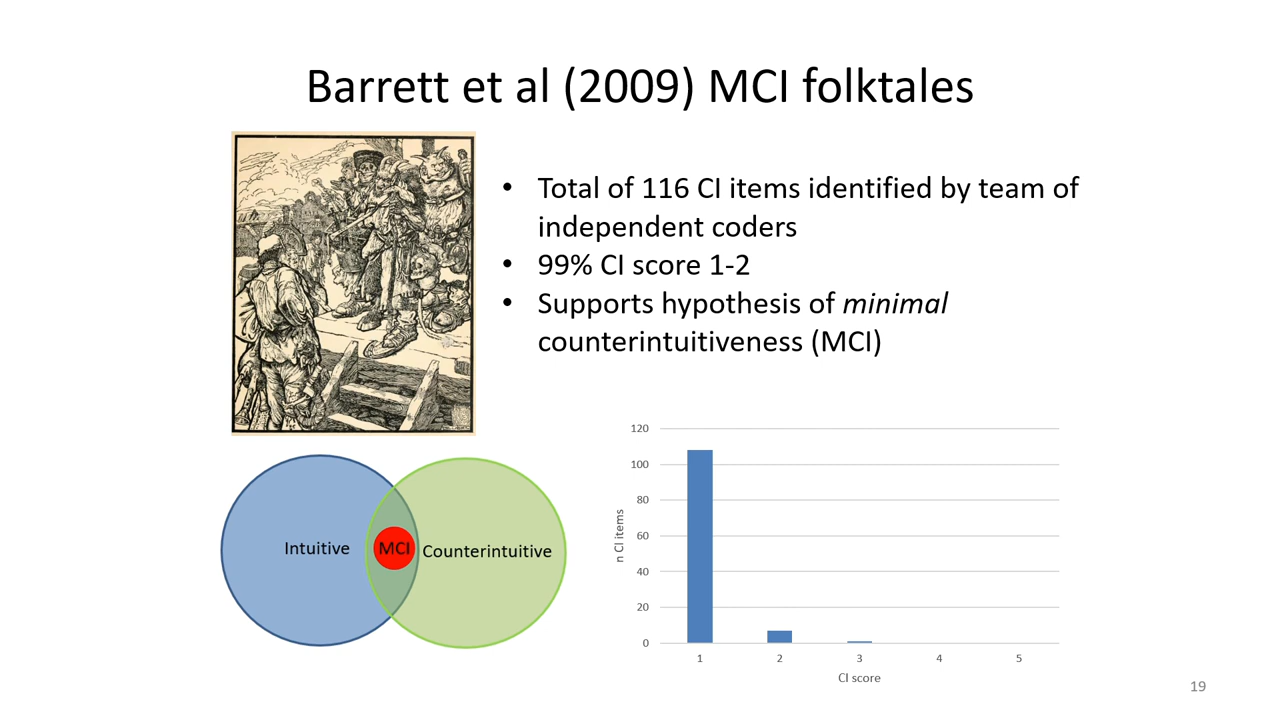 Barrett et al (2009) MCI folktales
• Total of 116 CI items identified by team of
independent coders
• 99% CI score 1-2
• Supports hypothesis of minimal
counterintuitiveness (MCI)
Intuitive
MCI
Counterintuitive
120
100
80
60
40
20
0
n CI items
1 2 3 4 5
CI score
19